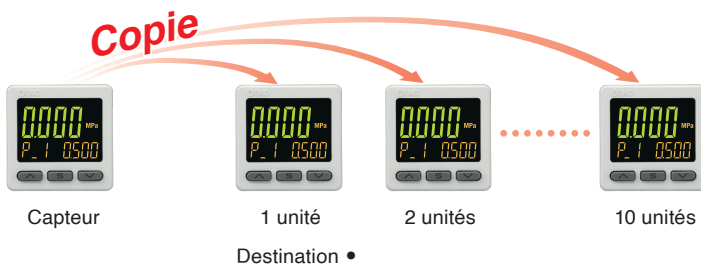 Copie
0.000 MPa
P_1 0.500
S
0.000 MPa
P_1 0.500
S
0.000 MPa
P_1 0.500
S
0.000 MPa
P_1 0.500
S
Capteur
1 unité
2 unités
10 unités
Destination •